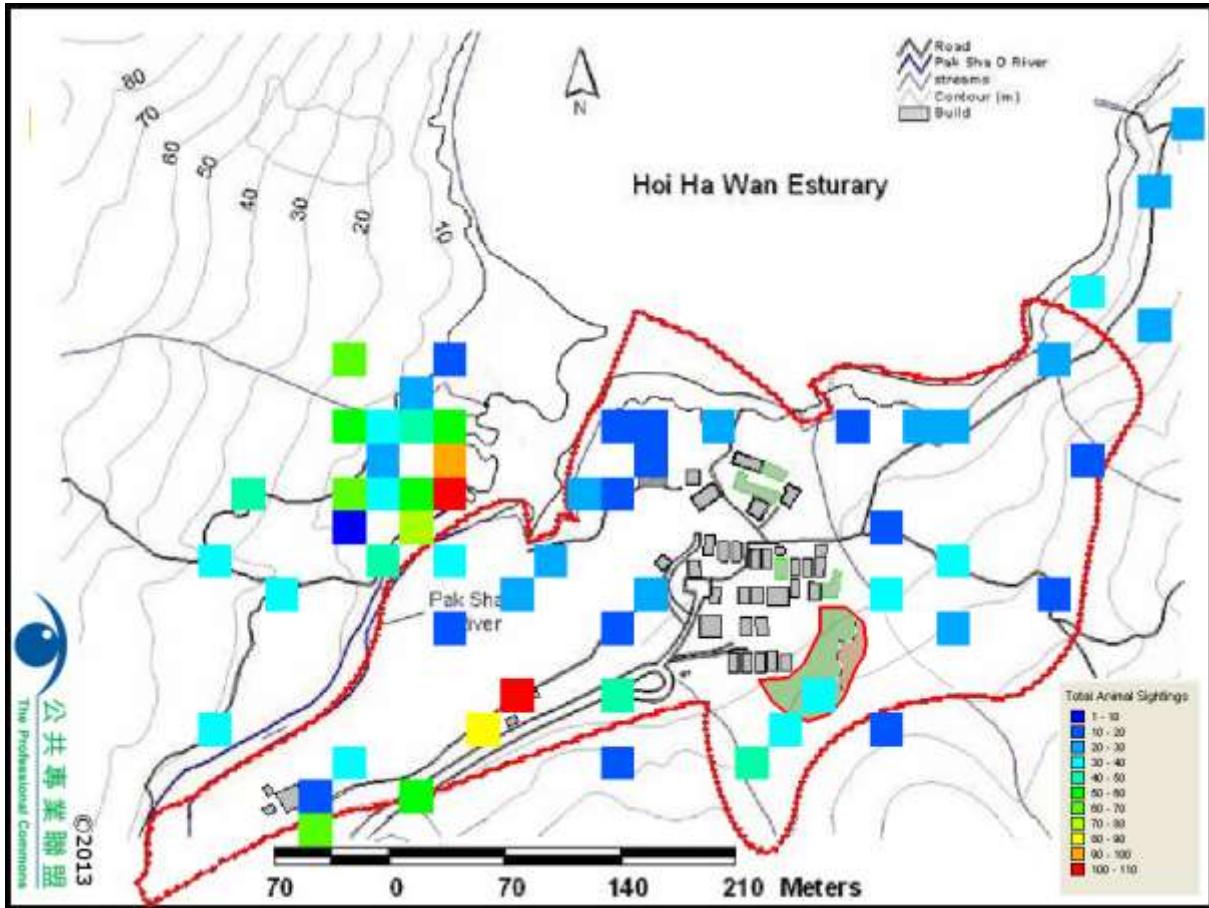 Road
Pak Sha O River
streams
Contour (m)
Build
N
80
70
60
50
40
30
20
10
Hoi Ha Wan Esturary
Pak Sha
River
Total Animal Sightings
1 - 10
10 - 20
20 - 30
30 - 40
40 - 50
50 - 60
60 - 70
70 - 80
80 - 90
90 - 100
100 - 110
公共專業聯盟
The Professional Commons
©2013
70 0 70 140 210 Meters